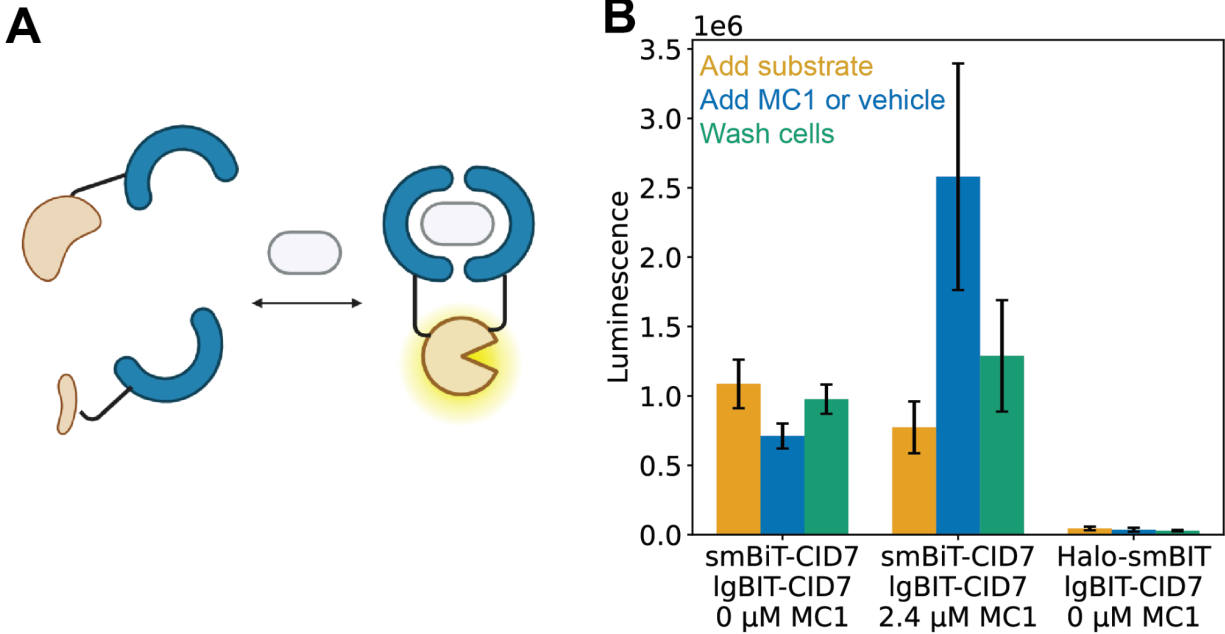 A
B
1e6
3.5
3.0
2.5
2.0
1.5
1.0
0.5
0.0
Luminescence
Add substrate
Add MC1 or vehicle
Wash cells
smBiT-CID7
lgBIT-CID7
0 µM MC1
smBiT-CID7
lgBIT-CID7
2.4 µM MC1
Halo-smBIT
lgBIT-CID7
0 µM MC1